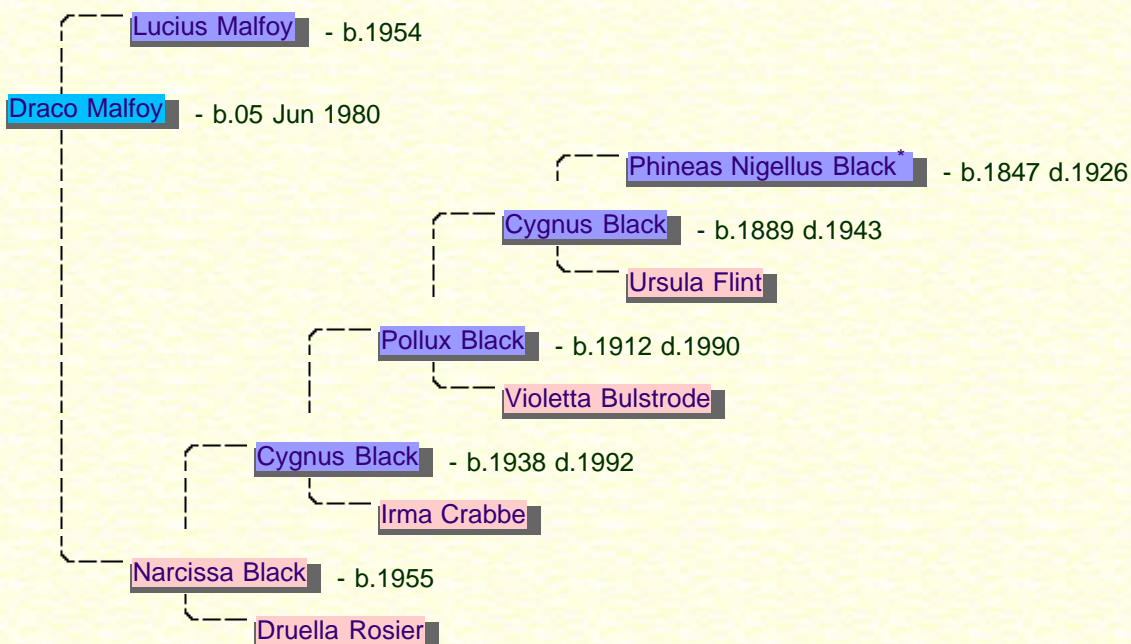 Lucius Malfoy - b.1954
Draco Malfoy - b.05 Jun 1980
Phineas Nigellus Black* - b.1847 d.1926
Cygnus Black - b.1889 d.1943
Ursula Flint
Pollux Black - b.1912 d.1990
Violetta Bulstrode
Cygnus Black - b.1938 d.1992
Irma Crabbe
Narcissa Black - b.1955
Druella Rosier